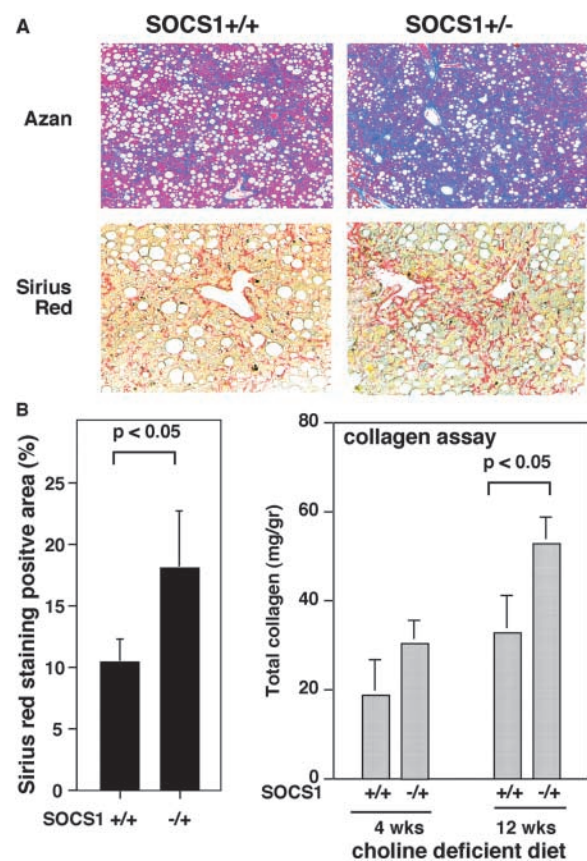 A
SOCS1+/+
SOCS1+/-
Azan
Sirius
Red
B
p < 0.05
Sirius red staining positve area (%)
25
20
15
10
5
0
SOCS1 +/+ -/+
collagen assay
p < 0.05
Total collagen (mg/gr)
80
60
40
20
0
SOCS1 +/+ -/+ +/+ -/+
4 wks 12 wks
choline deficient diet